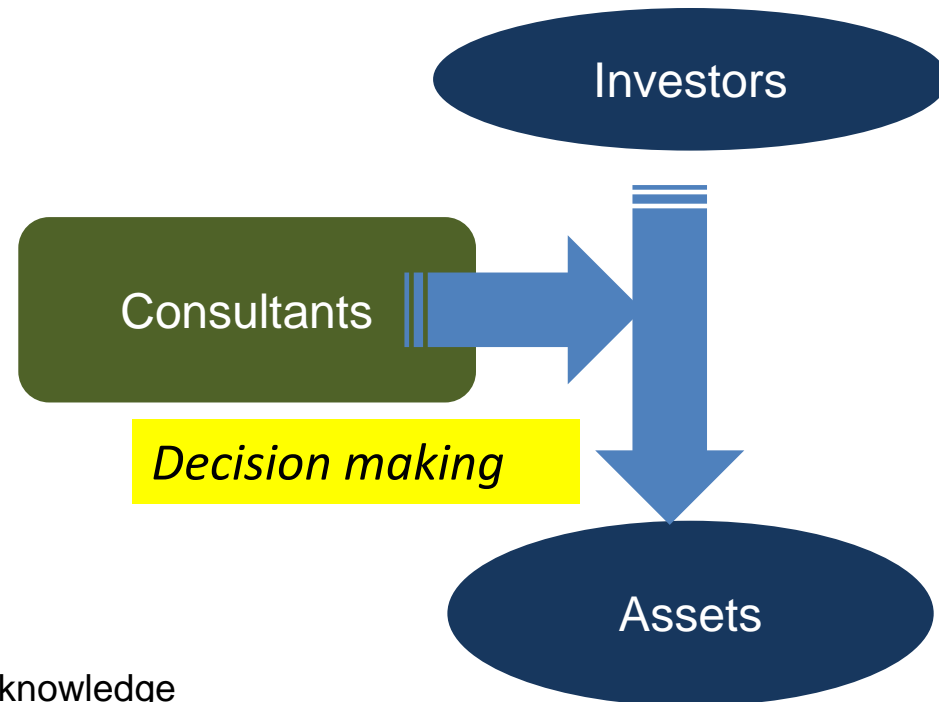 Investors
Consultants
Decision making
Assets
knowledge